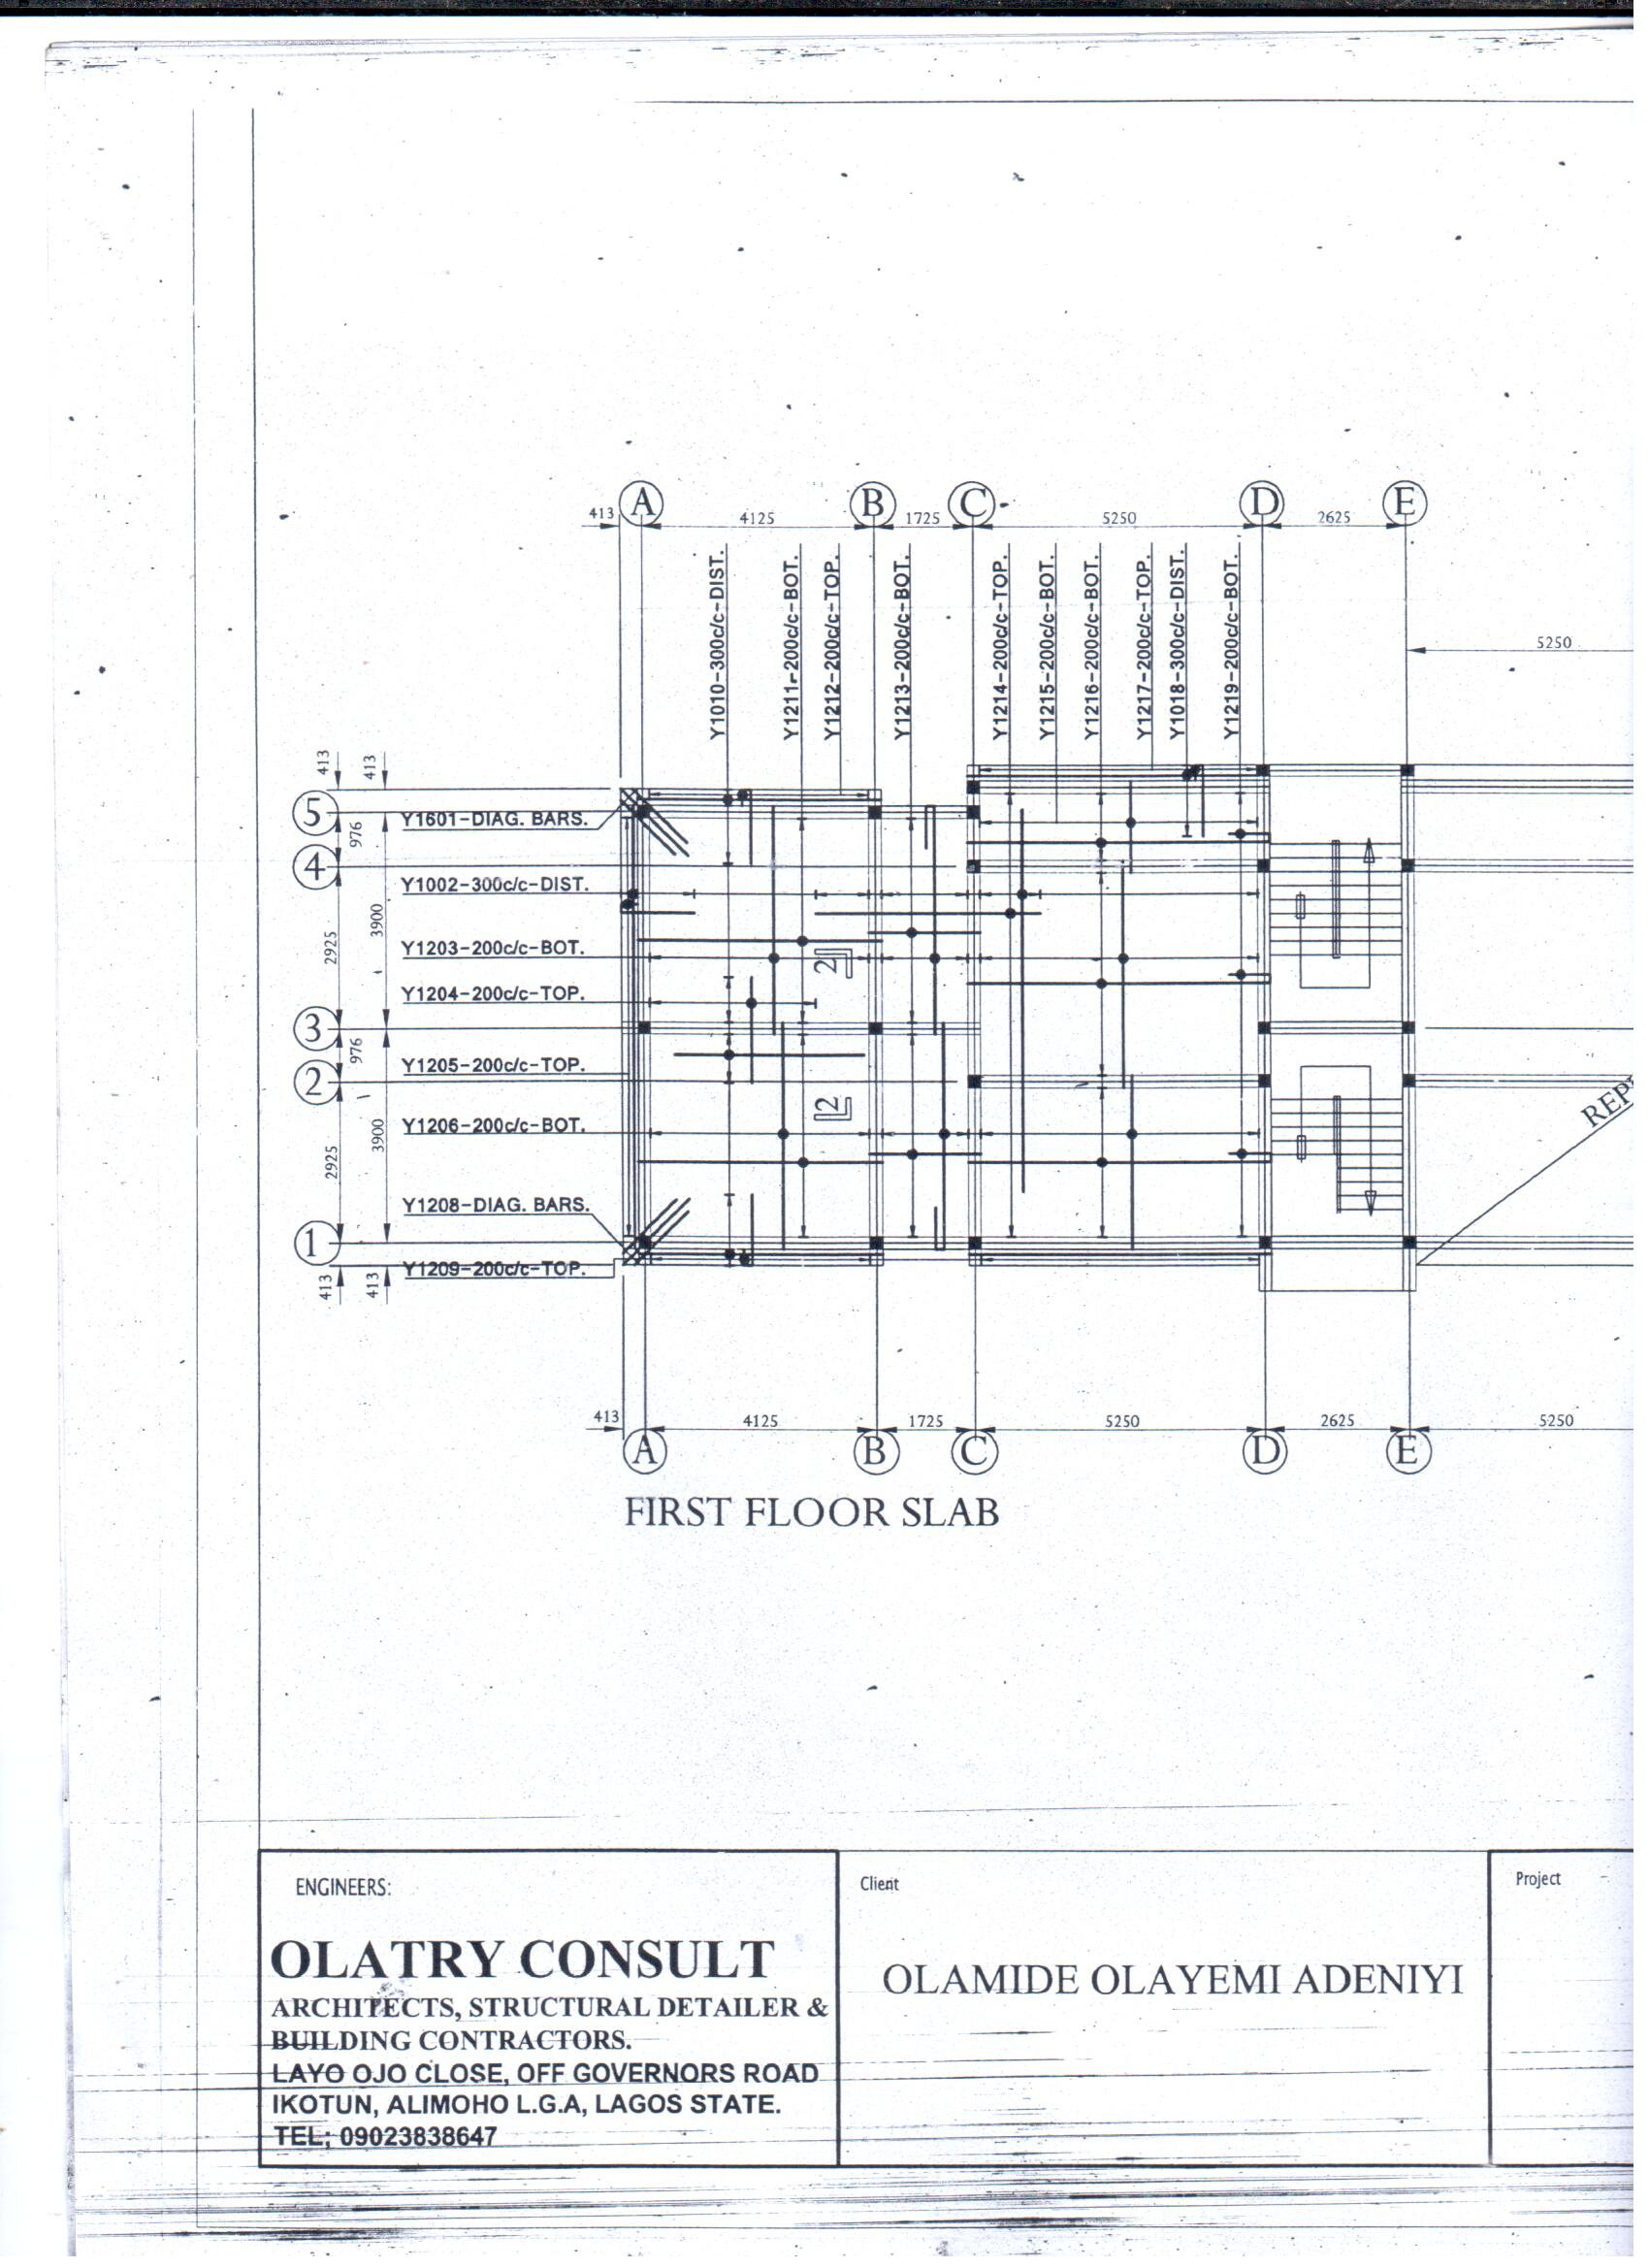 A B C D E
413 4125 1725 5250 2625
5250
Y1010-300c/c-DIST.
Y1211-200c/c-BOT.
Y1212-200c/c-TOP.
Y1213-200c/c-BOT.
Y1214-200c/c-TOP.
Y1215-200c/c-BOT.
Y1216-200c/c-BOT.
Y1217-200c/c-TOP.
Y1018-300c/c-DIST.
Y1219-200c/c-BOT.
413 413
5
976
4
2925 3900
3
976
2
2925 3900
1
413 413
Y1601-DIAG. BARS.
Y1002-300c/c-DIST.
Y1203-200c/c-BOT.
Y1204-200c/c-TOP.
Y1205-200c/c-TOP.
Y1206-200c/c-BOT.
Y1208-DIAG. BARS.
Y1209-200c/c-TOP.
2
2
REP
413 4125 1725 5250 2625 5250
A B C D E
FIRST FLOOR SLAB
ENGINEERS:
OLATRY CONSULT
ARCHITECTS, STRUCTURAL DETAILER &
BUILDING CONTRACTORS.
LAYO OJO CLOSE, OFF GOVERNORS ROAD
IKOTUN, ALIMOHO L.G.A, LAGOS STATE.
TEL; 09023838647
Client
OLAMIDE OLAYEMI ADENIYI
Project